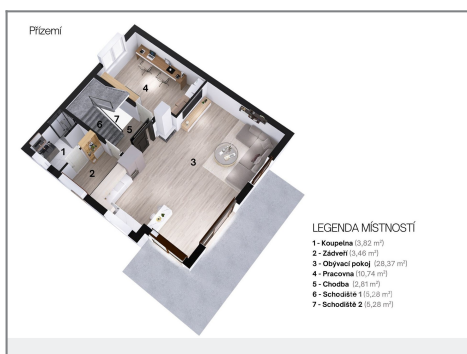 Přízemí
4
7
6
5
1
2
3
LEGENDA MÍSTNOSTÍ
1 - Koupelna (3,82 m²)
2 - Zádveří (3,46 m²)
3 - Obývací pokoj (28,37 m²)
4 - Pracovna (10,74 m²)
5 - Chodba (2,81 m²)
6 - Schodiště 1 (5,28 m²)
7 - Schodiště 2 (5,28 m²)